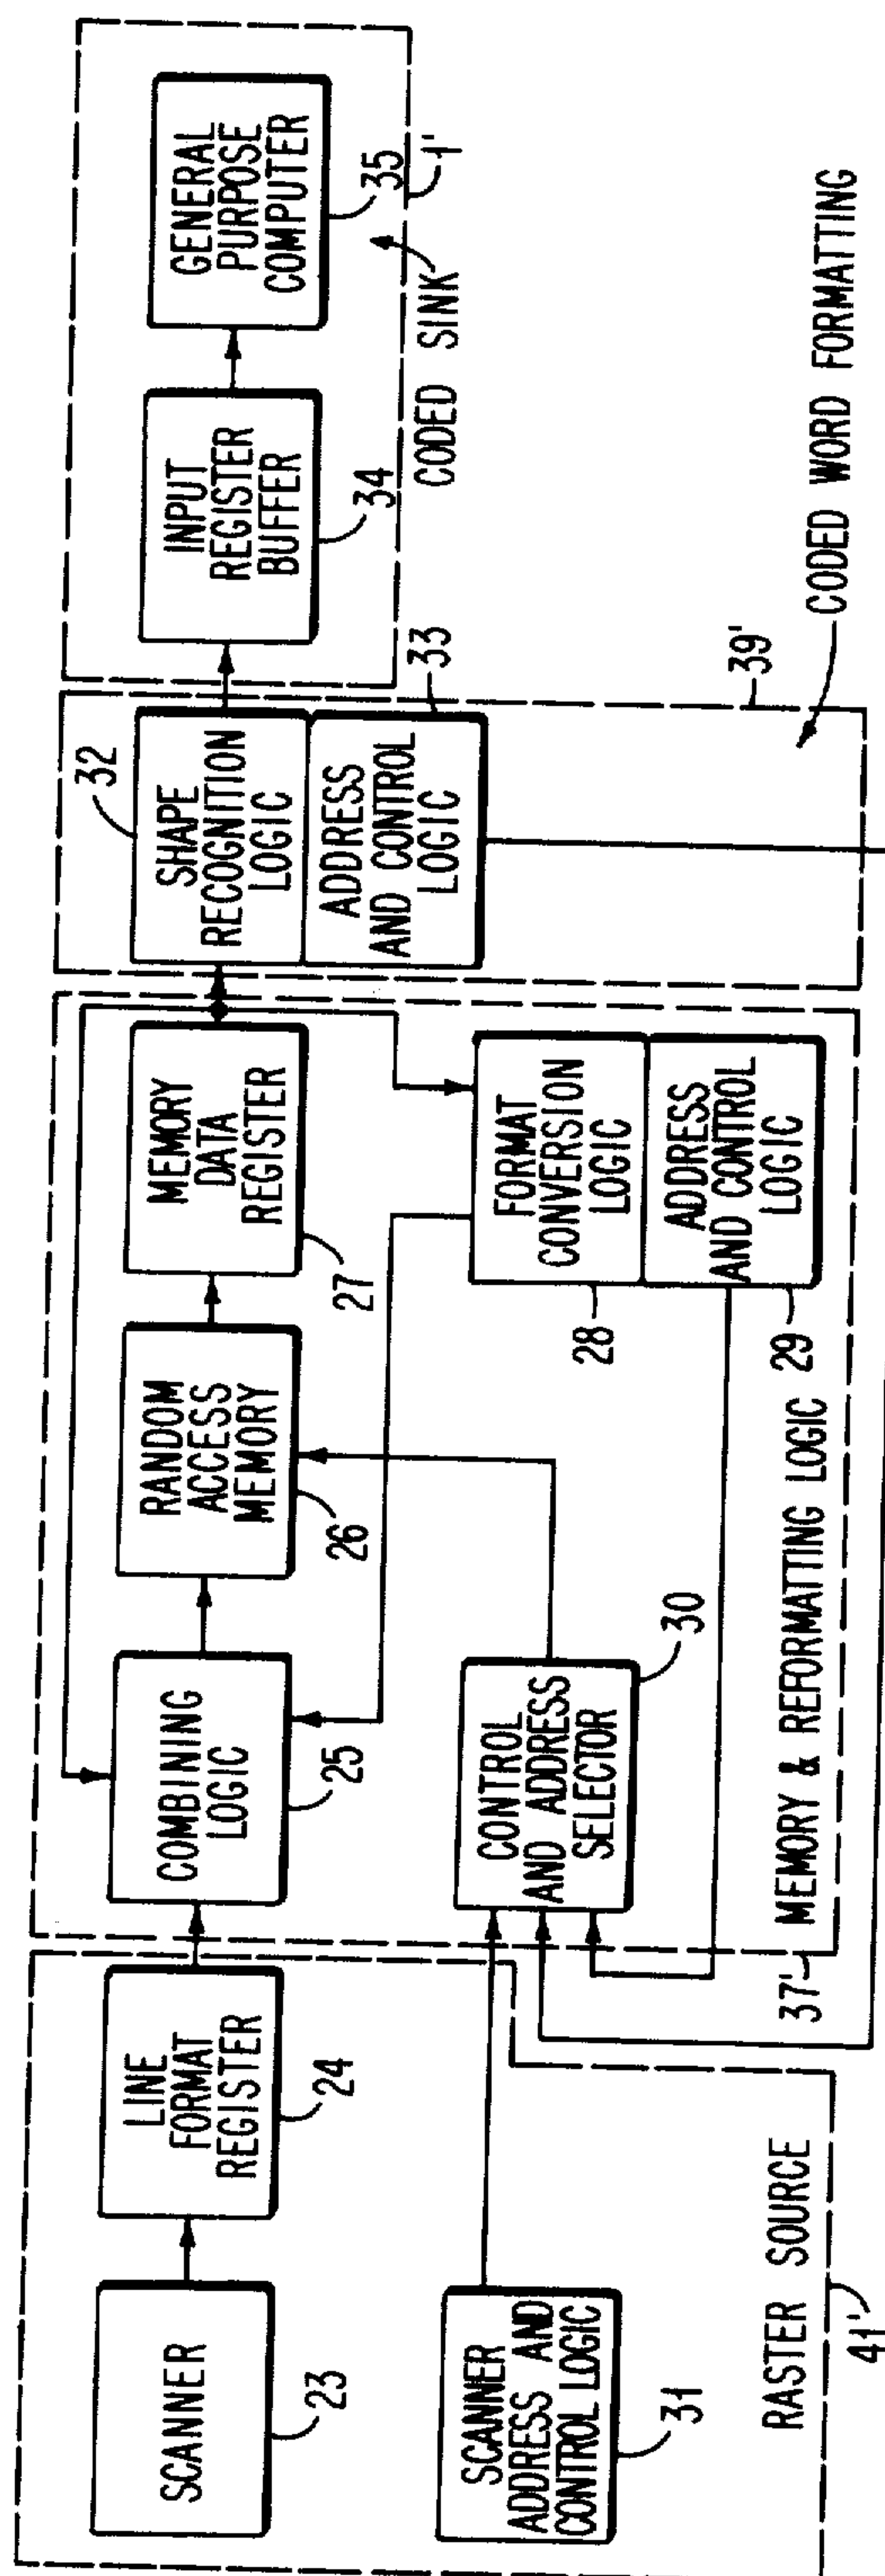 SCANNER
23
LINE
FORMAT
REGISTER
24
SCANNER
ADDRESS AND
CONTROL LOGIC
31
RASTER SOURCE
41'
COMBINING
LOGIC
25
RANDOM
ACCESS
MEMORY
26
MEMORY
DATA
REGISTER
27
CONTROL
AND ADDRESS
SELECTOR
30
FORMAT
CONVERSION
LOGIC
28
ADDRESS
AND CONTROL
LOGIC
29
37'
MEMORY & REFORMATTING LOGIC
32
SHAPE
RECOGNITION
LOGIC
ADDRESS
AND CONTROL
LOGIC
33
39'
CODED WORD FORMATTING
INPUT
REGISTER
BUFFER
34
GENERAL
PURPOSE
COMPUTER
35
CODED SINK
1'